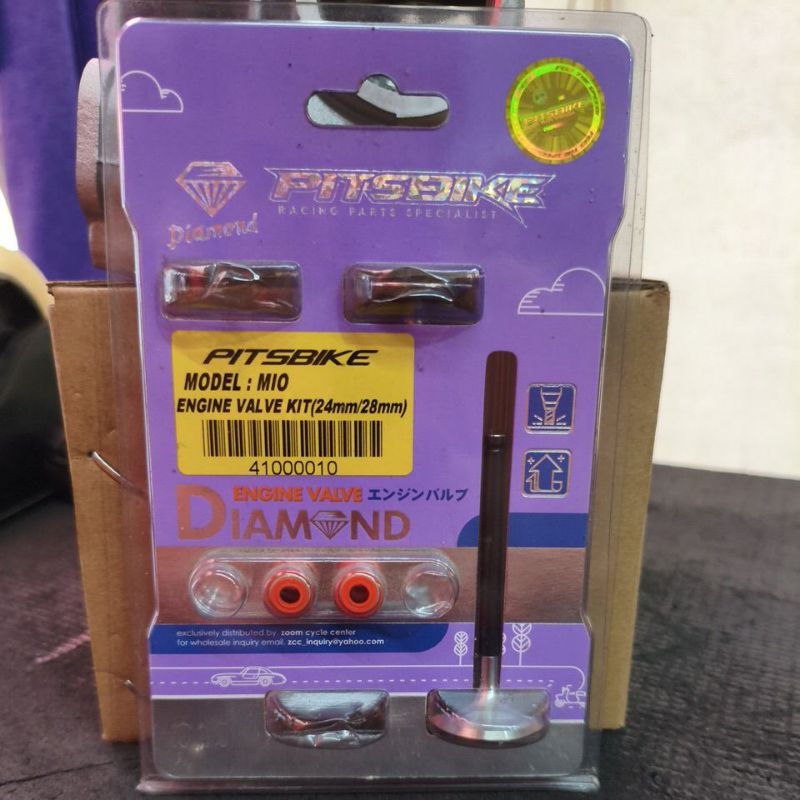 PITSBIKE
PITSBIKE
RACING PARTS SPECIALIST
Diamond
PITSBIKE
MODEL : MIO
ENGINE VALVE KIT(24mm/28mm)
41000010
ENGINE VALVE エンジンバルブ
DIAMOND
exclusively distributed by: zoom cycle center
for wholesale inquiry email: zcc_inquiry@yahoo.com